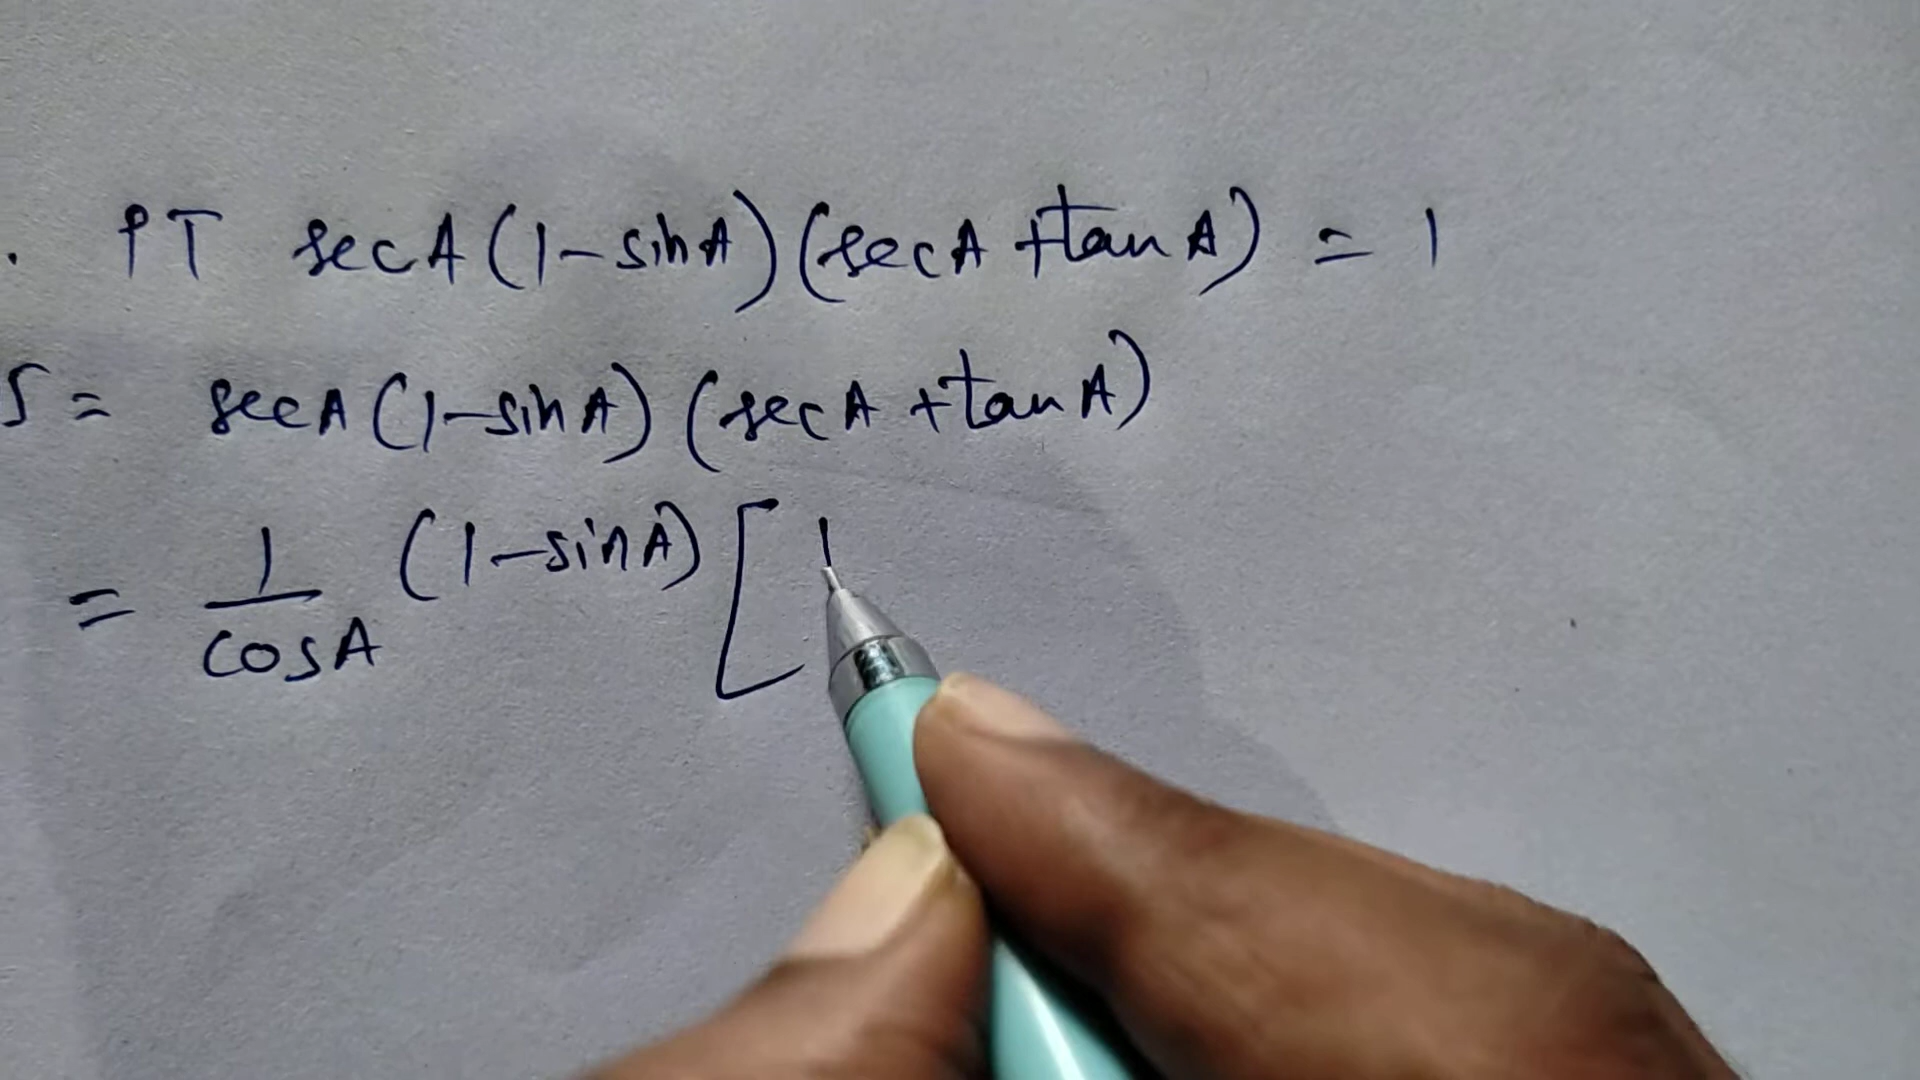 . PT secA(1-sinA)(secA+tanA) = 1
S = secA(1-sinA)(secA+tanA)
= 1/cosA (1-sinA) [ 1